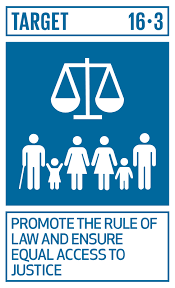 TARGET 16·3
PROMOTE THE RULE OF
LAW AND ENSURE
EQUAL ACCESS TO
JUSTICE